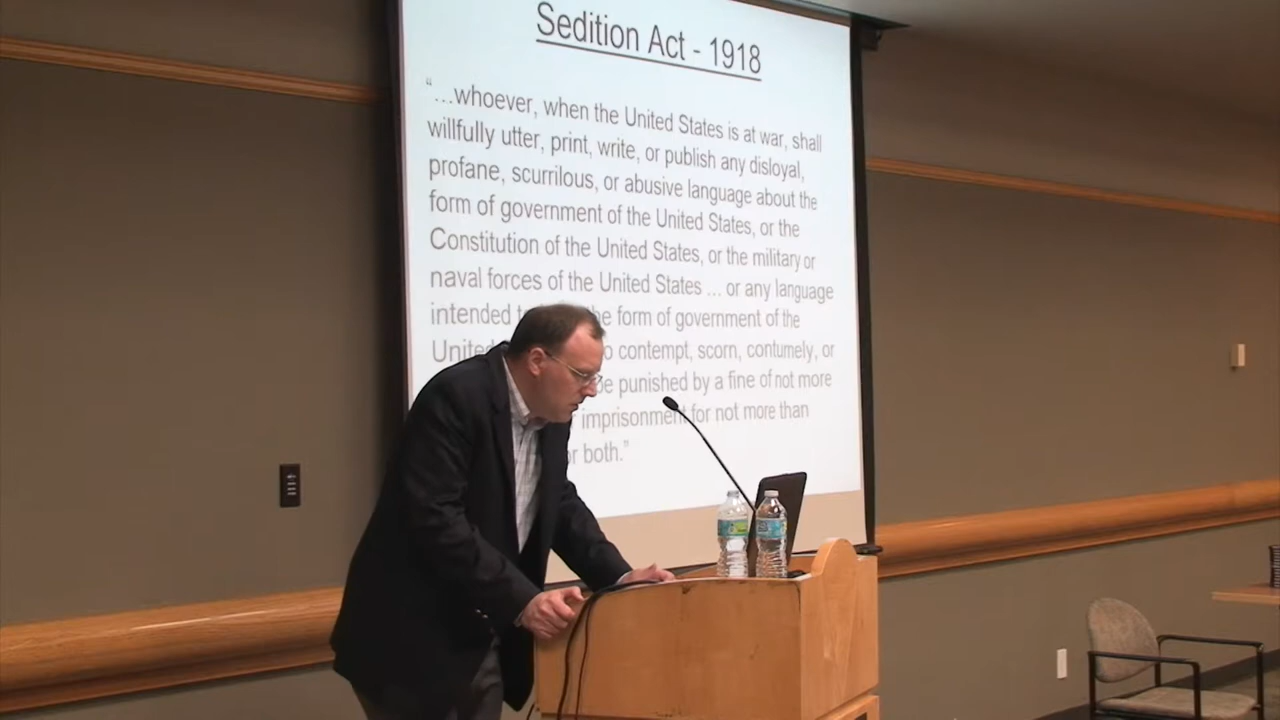 Sedition Act - 1918
“…whoever, when the United States is at war, shall
willfully utter, print, write, or publish any disloyal,
profane, scurrilous, or abusive language about the
form of government of the United States, or the
Constitution of the United States, or the military or
naval forces of the United States … or any language
intended he form of government of the
United o contempt, scorn, contumely, or
be punished by a fine of not more
imprisonment for not more than
or both.”